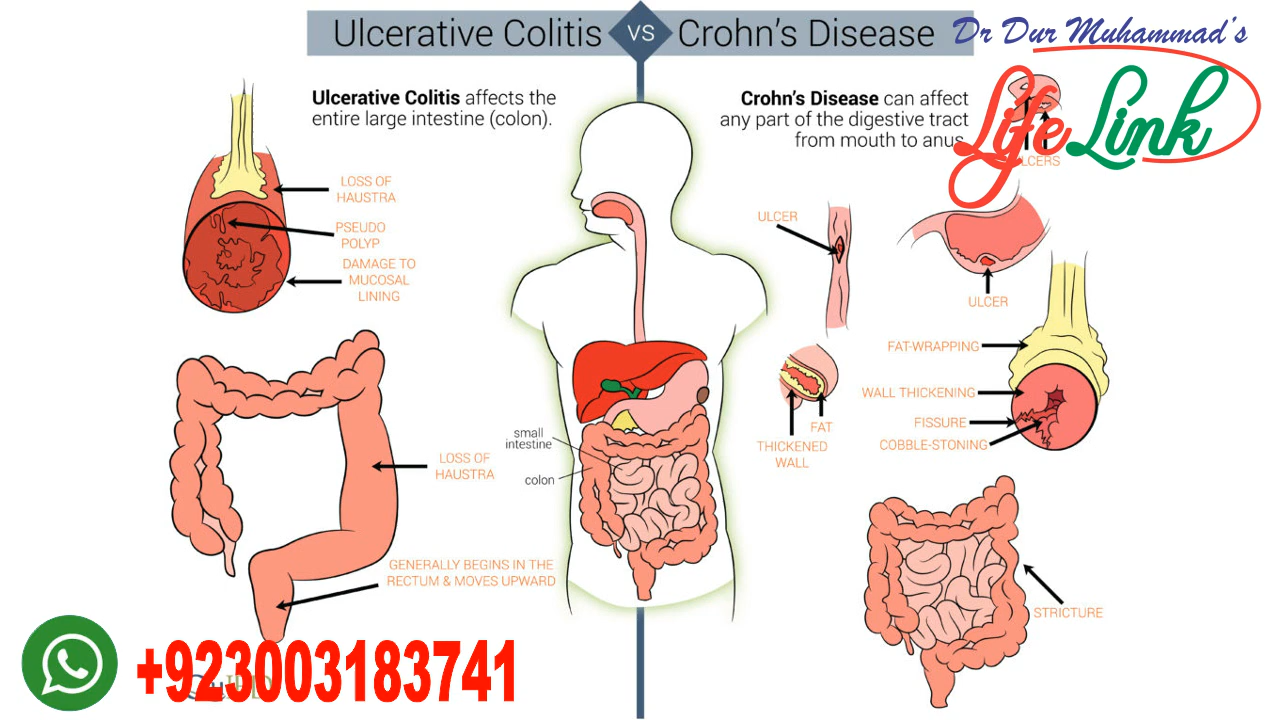 Ulcerative Colitis VS Crohn's Disease
Dr Dur Muhammad's
Life Link
Ulcerative Colitis affects the
entire large intestine (colon).
LOSS OF
HAUSTRA
PSEUDO
POLYP
DAMAGE TO
MUCOSAL
LINING
LOSS OF
HAUSTRA
GENERALLY BEGINS IN THE
RECTUM & MOVES UPWARD
small
intestine
colon
Crohn's Disease can affect
any part of the digestive tract
from mouth to anus.
ULCER
ULCER
FAT-WRAPPING
WALL THICKENING
FISSURE
COBBLE-STONING
FAT
THICKENED
WALL
STRICTURE
+923003183741